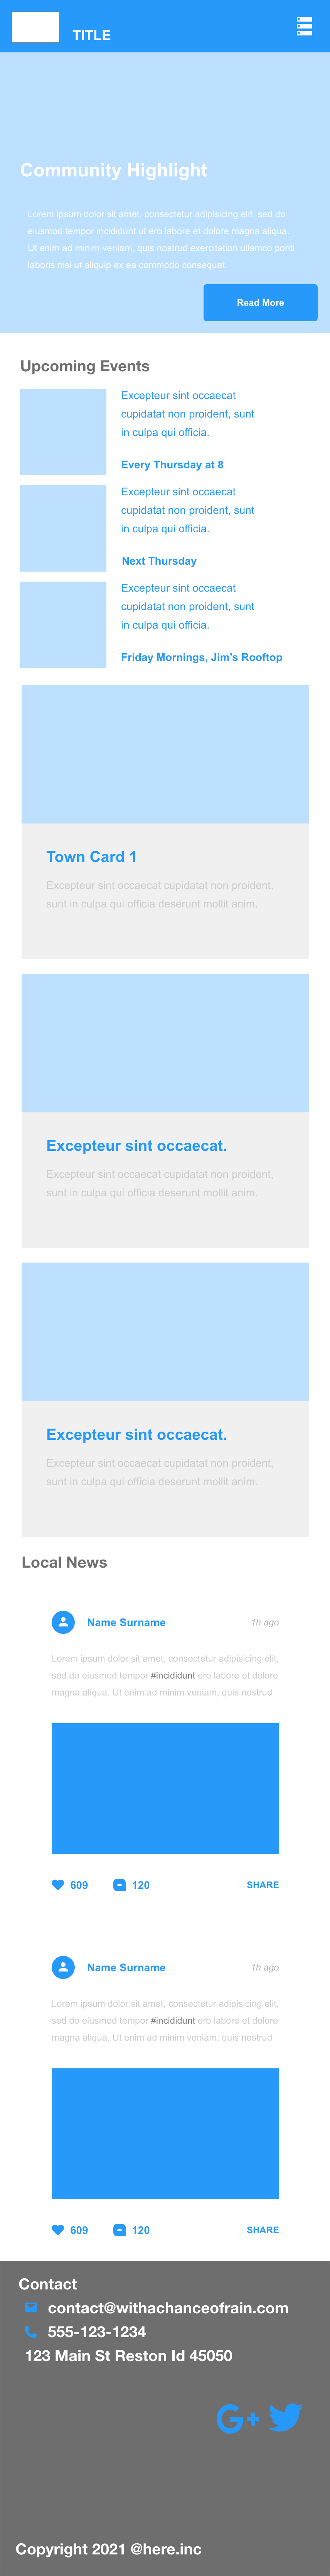 TITLE
Community Highlight
Lorem ipsum dolor sit amet, consectetur adipisicing elit, sed do
eiusmod tempor incididunt ut ero labore et dolore magna aliqua.
Ut enim ad minim veniam, quis nostrud exercitation ullamco poriti
laboris nisi ut aliquip ex ea commodo consequat.
Read More
Upcoming Events
Excepteur sint occaecat
cupidatat non proident, sunt
in culpa qui officia.
Every Thursday at 8
Excepteur sint occaecat
cupidatat non proident, sunt
in culpa qui officia.
Next Thursday
Excepteur sint occaecat
cupidatat non proident, sunt
in culpa qui officia.
Friday Mornings, Jim’s Rooftop
Town Card 1
Excepteur sint occaecat cupidatat non proident,
sunt in culpa qui officia deserunt mollit anim.
Excepteur sint occaecat.
Excepteur sint occaecat cupidatat non proident,
sunt in culpa qui officia deserunt mollit anim.
Excepteur sint occaecat.
Excepteur sint occaecat cupidatat non proident,
sunt in culpa qui officia deserunt mollit anim.
Local News
Name Surname 1h ago
Lorem ipsum dolor sit amet, consectetur adipisicing elit,
sed do eiusmod tempor #incididunt ero labore et dolore
magna aliqua. Ut enim ad minim veniam, quis nostrud
609 120 SHARE
Name Surname 1h ago
Lorem ipsum dolor sit amet, consectetur adipisicing elit,
sed do eiusmod tempor #incididunt ero labore et dolore
magna aliqua. Ut enim ad minim veniam, quis nostrud
609 120 SHARE
Contact
contact@withachanceofrain.com
555-123-1234
123 Main St Reston Id 45050
G+
Copyright 2021 @here.inc